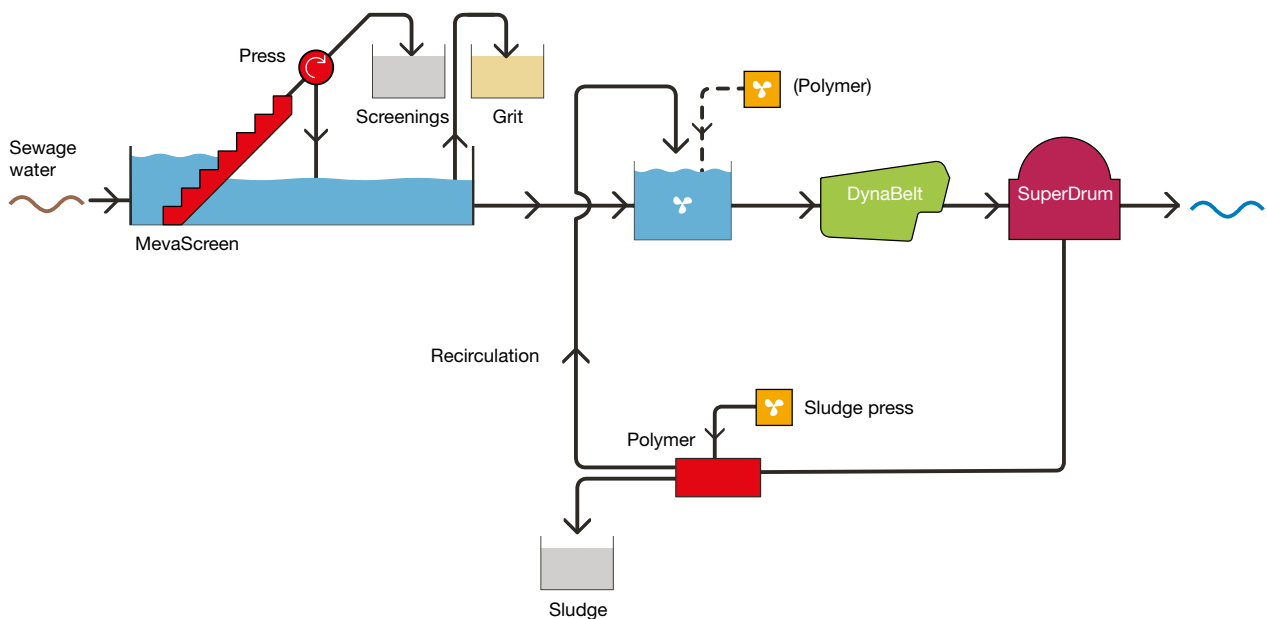 Press
Screenings
Grit
(Polymer)
Sewage
water
MevaScreen
DynaBelt
SuperDrum
Recirculation
Sludge press
Polymer
Sludge